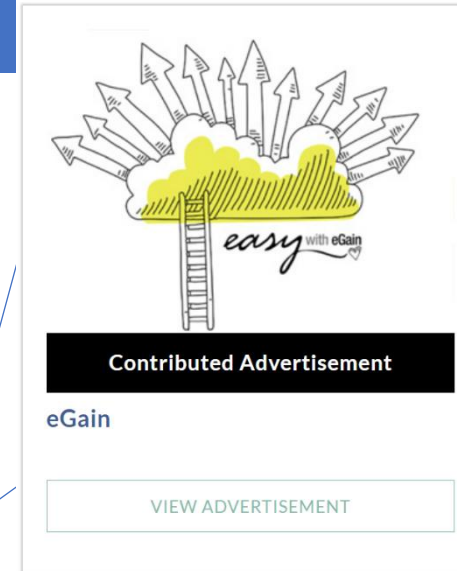 easy with eGain
Contributed Advertisement
eGain
VIEW ADVERTISEMENT